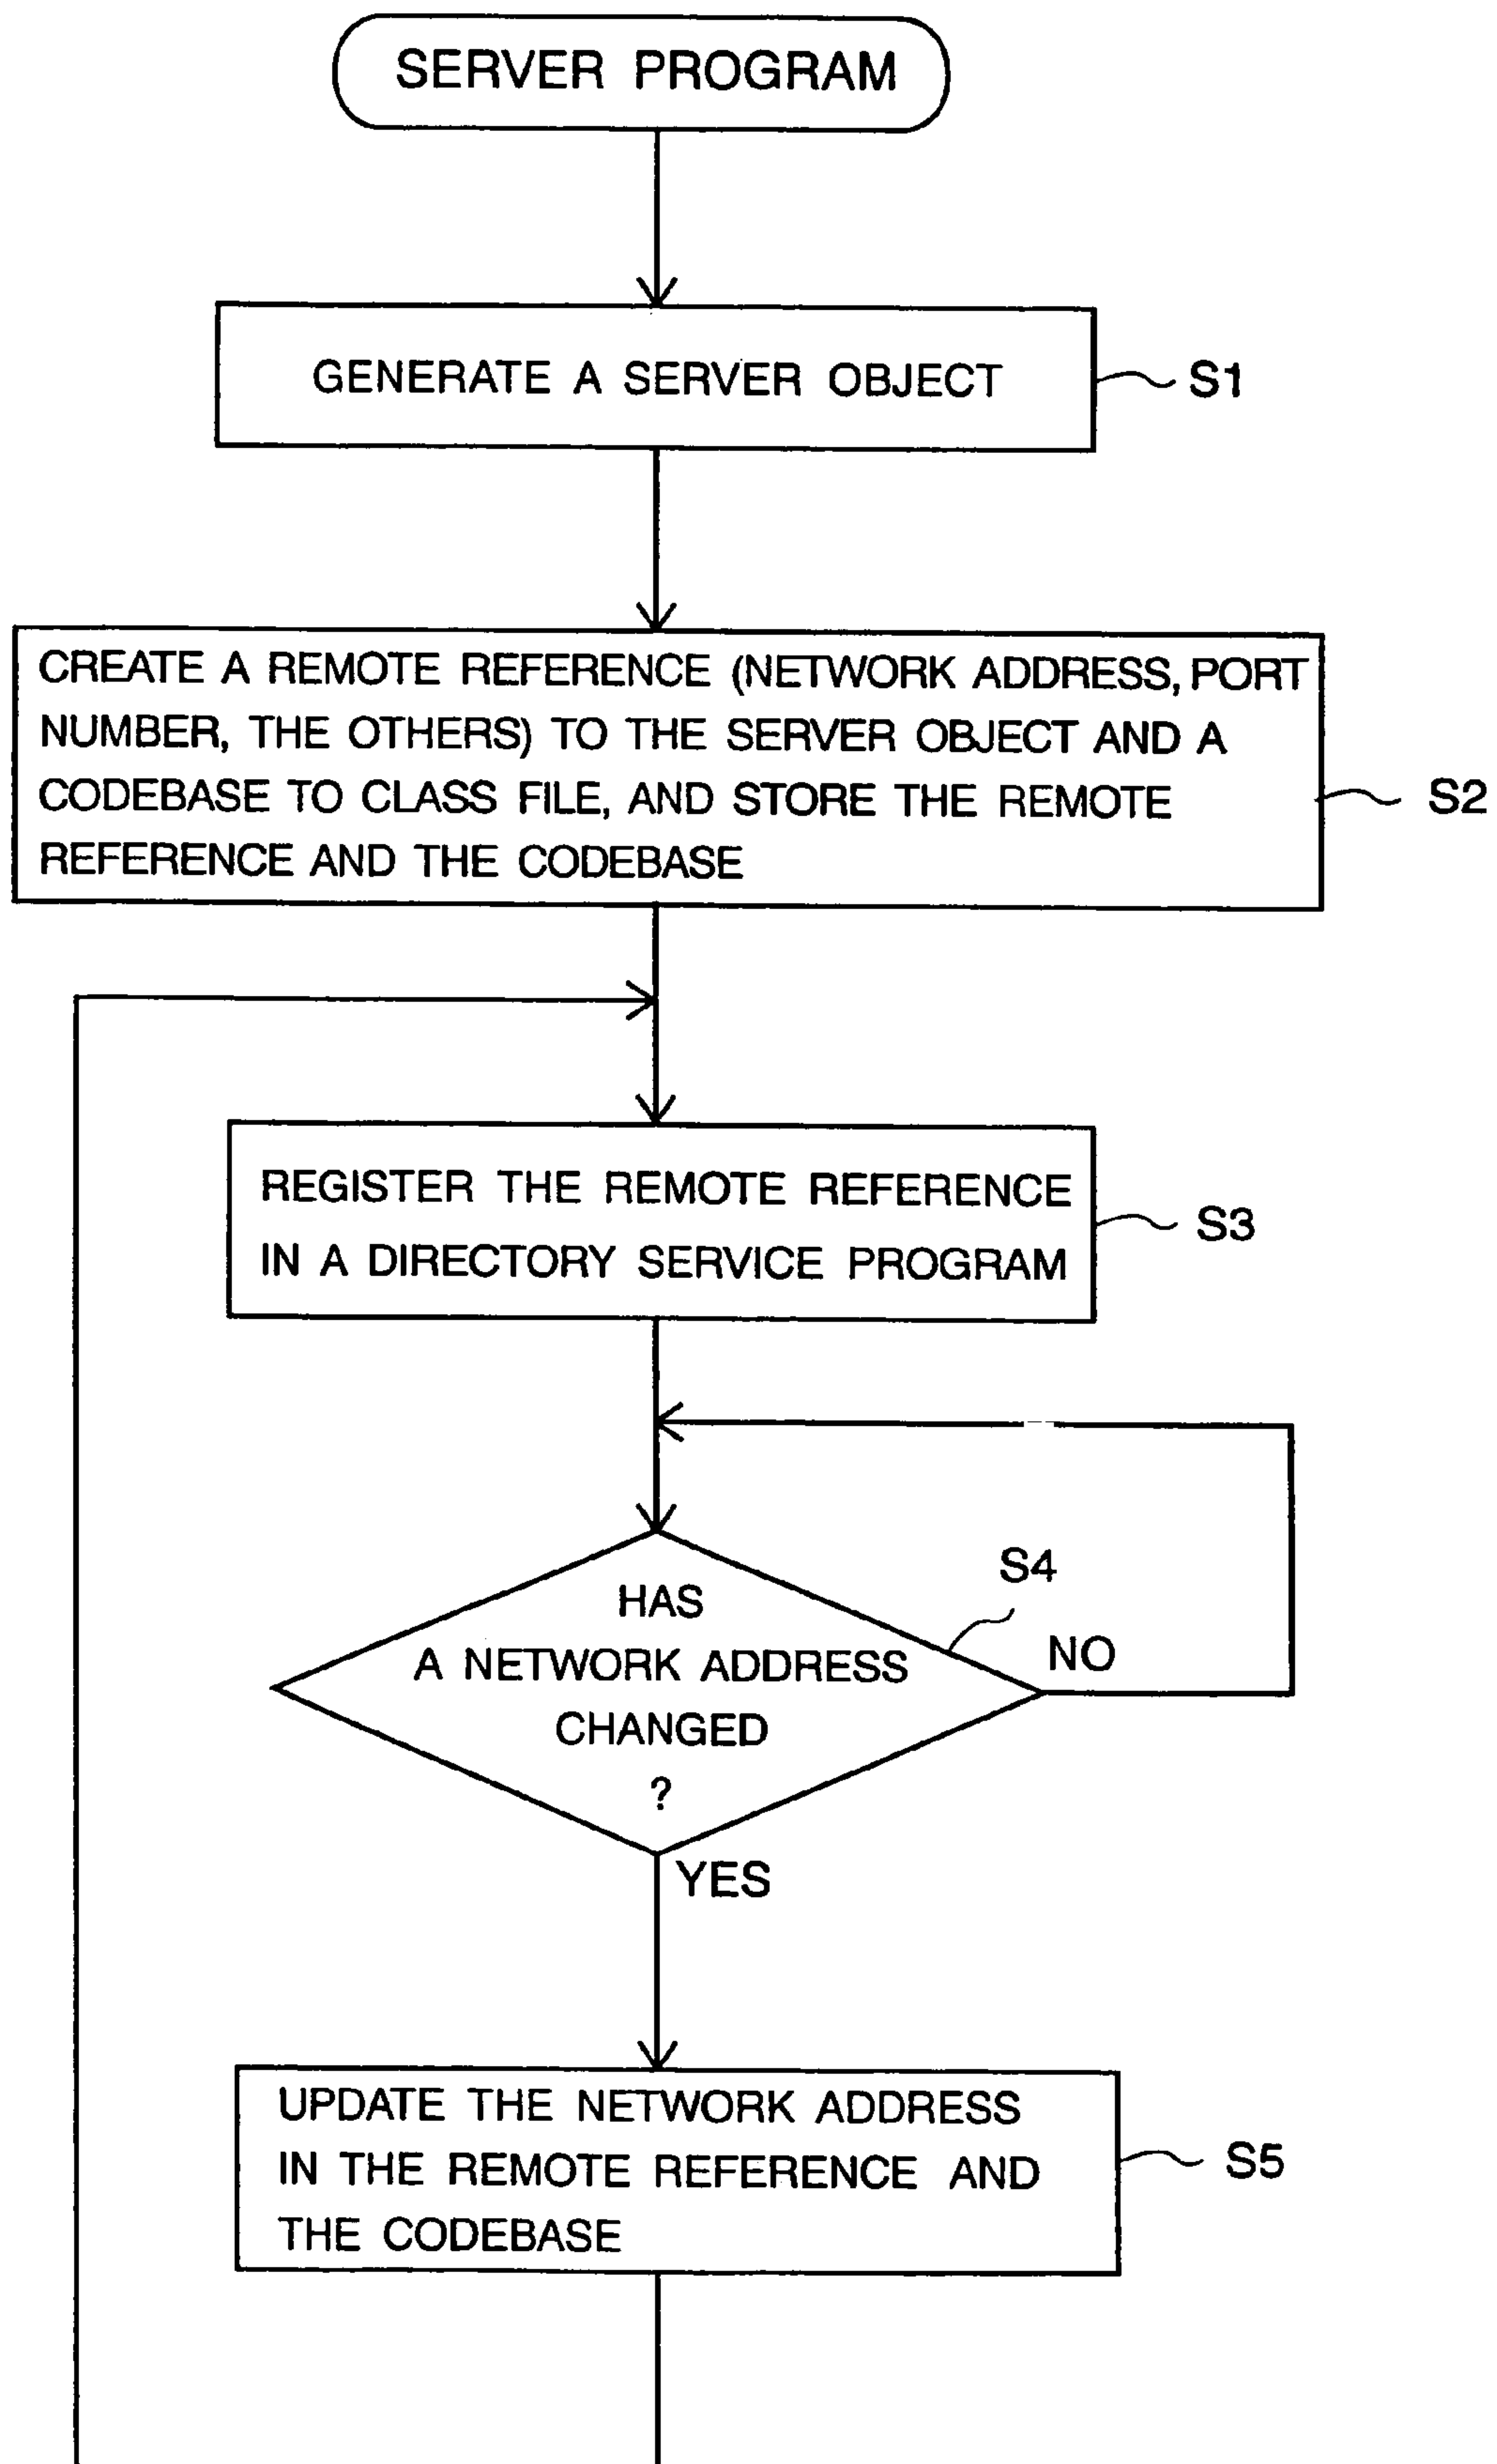 SERVER PROGRAM
GENERATE A SERVER OBJECT
S1
CREATE A REMOTE REFERENCE (NETWORK ADDRESS, PORT
NUMBER, THE OTHERS) TO THE SERVER OBJECT AND A
CODEBASE TO CLASS FILE, AND STORE THE REMOTE
REFERENCE AND THE CODEBASE
S2
REGISTER THE REMOTE REFERENCE
IN A DIRECTORY SERVICE PROGRAM
S3
S4
HAS
A NETWORK ADDRESS
CHANGED
?
NO
YES
UPDATE THE NETWORK ADDRESS
IN THE REMOTE REFERENCE AND
THE CODEBASE
S5